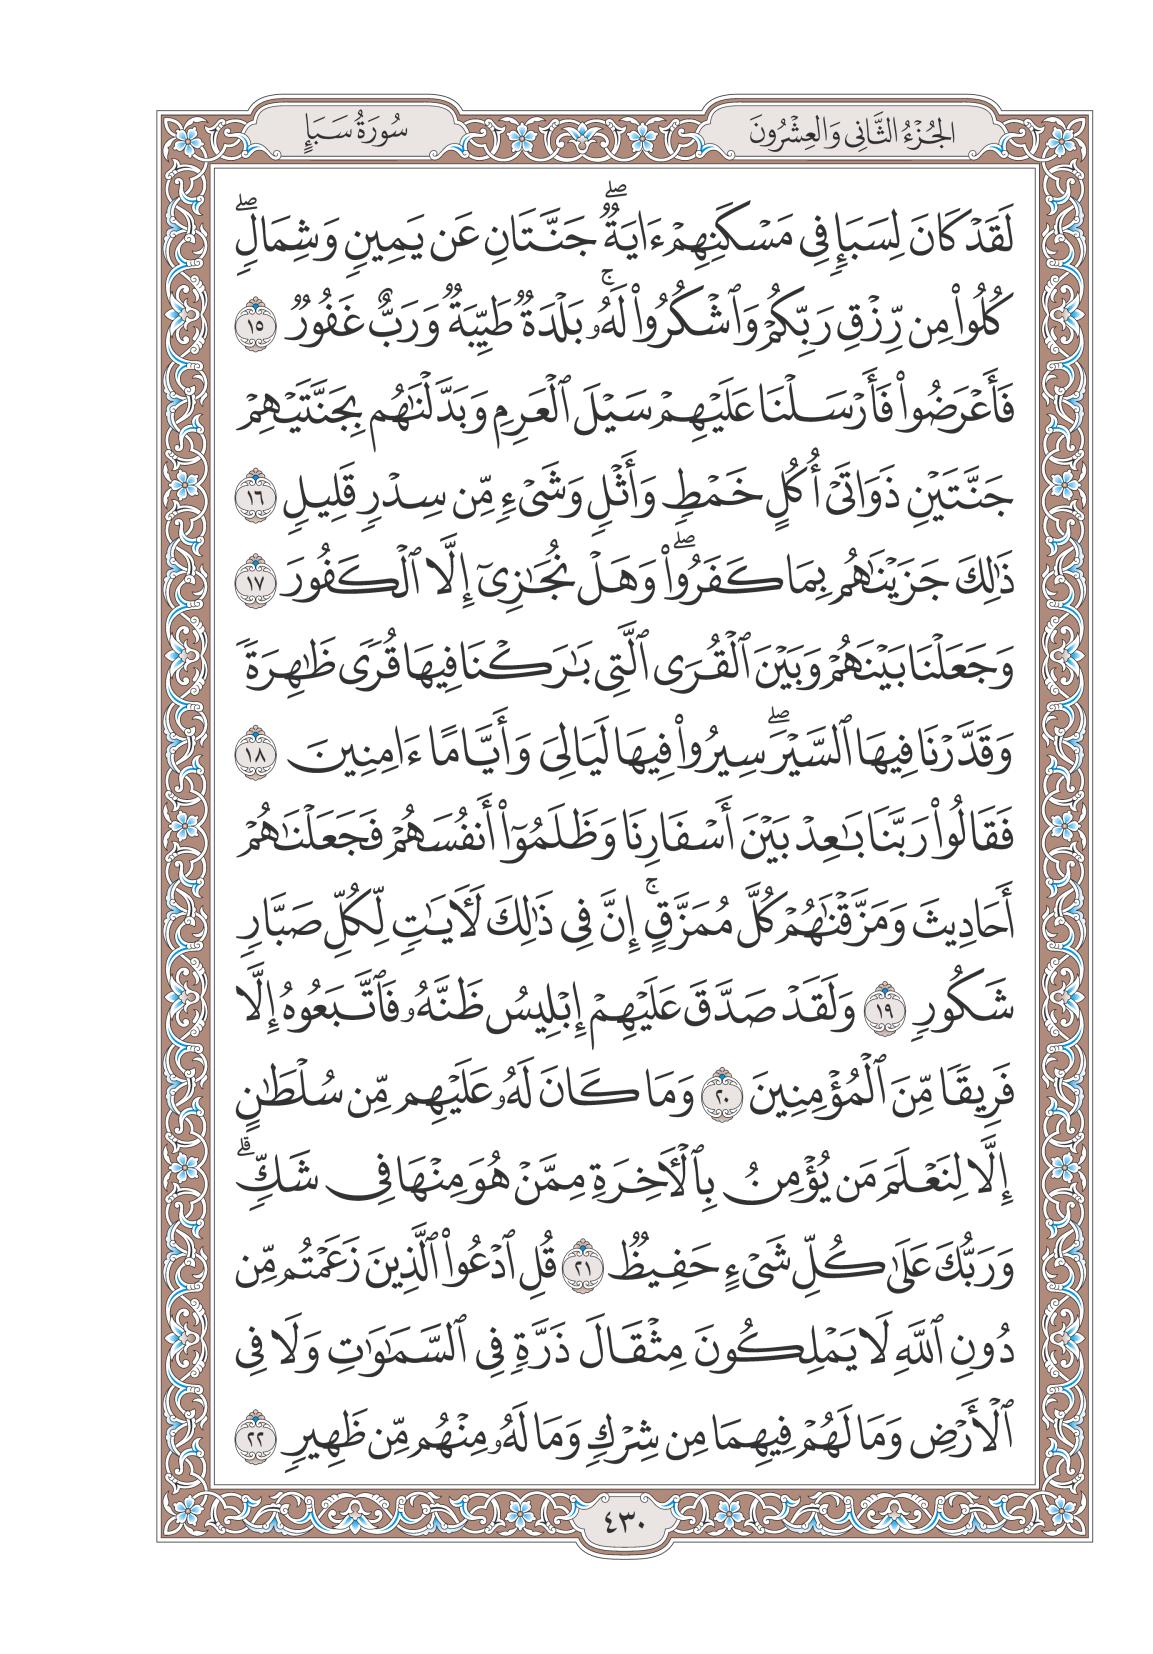 الجُزْءُ الثَّانِي وَالعِشْرُونَ
سُورَةُ سَبَإٍ
لَقَدْ كَانَ لِسَبَإٖ فِي مَسْكَنِهِمْ ءَايَةٞۖ جَنَّتَانِ عَن يَمِينٖ وَشِمَالٖۖ
كُلُواْ مِن رِّزْقِ رَبِّكُمْ وَٱشْكُرُواْ لَهُۥۚ بَلْدَةٞ طَيِّبَةٞ وَرَبٌّ غَفُورٞ ١٥
فَأَعْرَضُواْ فَأَرْسَلْنَا عَلَيْهِمْ سَيْلَ ٱلْعَرِمِ وَبَدَّلْنَٰهُم بِجَنَّتَيْهِمْ
جَنَّتَيْنِ ذَوَاتَيْ أُكُلٍ خَمْطٖ وَأَثْلٖ وَشَيْءٖ مِّن سِدْرٖ قَلِيلٖ ١٦
ذَٰلِكَ جَزَيْنَٰهُم بِمَا كَفَرُواْۖ وَهَلْ نُجَٰزِيٓ إِلَّا ٱلْكَفُورَ ١٧
وَجَعَلْنَا بَيْنَهُمْ وَبَيْنَ ٱلْقُرَى ٱلَّتِي بَٰرَكْنَا فِيهَا قُرٗى ظَٰهِرَةٗ
وَقَدَّرْنَا فِيهَا ٱلسَّيْرَۖ سِيرُواْ فِيهَا لَيَالِيَ وَأَيَّامًا ءَامِنِينَ ١٨
فَقَالُواْ رَبَّنَا بَٰعِدْ بَيْنَ أَسْفَارِنَا وَظَلَمُوٓاْ أَنفُسَهُمْ فَجَعَلْنَٰهُمْ
أَحَادِيثَ وَمَزَّقْنَٰهُمْ كُلَّ مُمَزَّقٍۚ إِنَّ فِي ذَٰلِكَ لَأٓيَٰتٖ لِّكُلِّ صَبَّارٖ
شَكُورٖ ١٩ وَلَقَدْ صَدَّقَ عَلَيْهِمْ إِبْلِيسُ ظَنَّهُۥ فَٱتَّبَعُوهُ إِلَّا
فَرِيقٗا مِّنَ ٱلْمُؤْمِنِينَ ٢٠ وَمَا كَانَ لَهُۥ عَلَيْهِم مِّن سُلْطَٰنٍ
إِلَّا لِنَعْلَمَ مَن يُؤْمِنُ بِٱلْأٓخِرَةِ مِمَّنْ هُوَ مِنْهَا فِي شَكّٖۗ
وَرَبُّكَ عَلَىٰ كُلِّ شَيْءٍ حَفِيظٞ ٢١ قُلِ ٱدْعُواْ ٱلَّذِينَ زَعَمْتُم مِّن
دُونِ ٱللَّهِ لَا يَمْلِكُونَ مِثْقَالَ ذَرَّةٖ فِي ٱلسَّمَٰوَٰتِ وَلَا فِي
ٱلْأَرْضِ وَمَا لَهُمْ فِيهِمَا مِن شِرْكٖ وَمَا لَهُۥ مِنْهُم مِّن ظَهِيرٖ ٢٢
٤٣٠